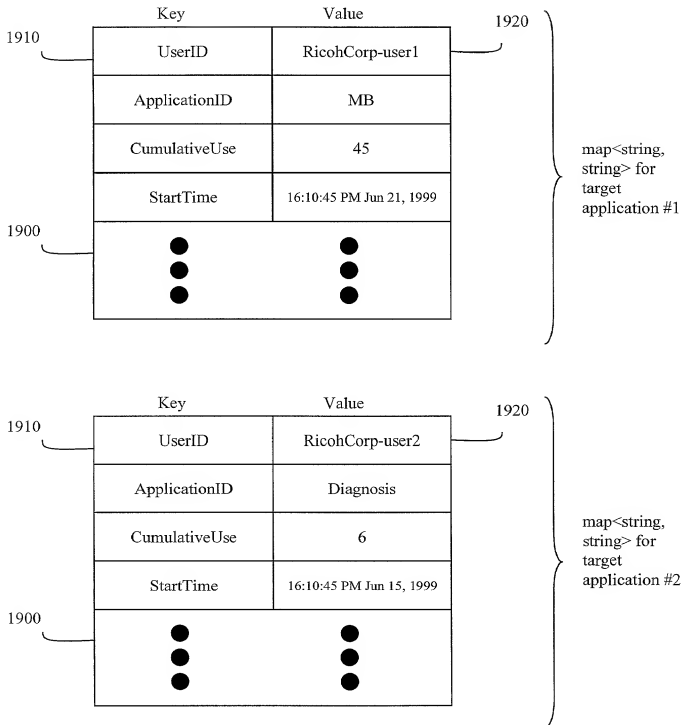 Key Value
1910 1920
UserID RicohCorp-user1
ApplicationID MB
CumulativeUse 45
StartTime 16:10:45 PM Jun 21, 1999
1900
map<string,
string> for
target
application #1
Key Value
1910 1920
UserID RicohCorp-user2
ApplicationID Diagnosis
CumulativeUse 6
StartTime 16:10:45 PM Jun 15, 1999
1900
map<string,
string> for
target
application #2